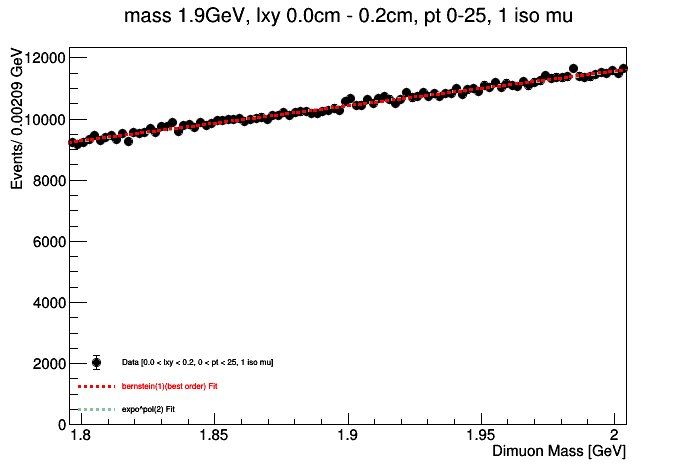 mass 1.9GeV, lxy 0.0cm - 0.2cm, pt 0-25, 1 iso mu
Events/ 0.00209 GeV
12000
10000
8000
6000
4000
2000
0
Data [0.0 < lxy < 0.2, 0 < pt < 25, 1 iso mu]
bernstein(1)(best order) Fit
expo*pol(2) Fit
1.8 1.85 1.9 1.95 2
Dimuon Mass [GeV]